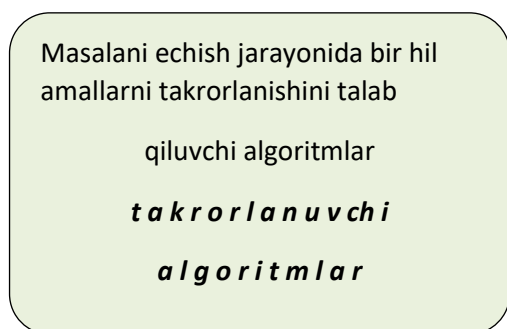 Masalani echish jarayonida bir hil
amallarni takrorlanishini talab
qiluvchi algoritmlar
t a k r o r l a n u v ch i
a l g o r i t m l a r